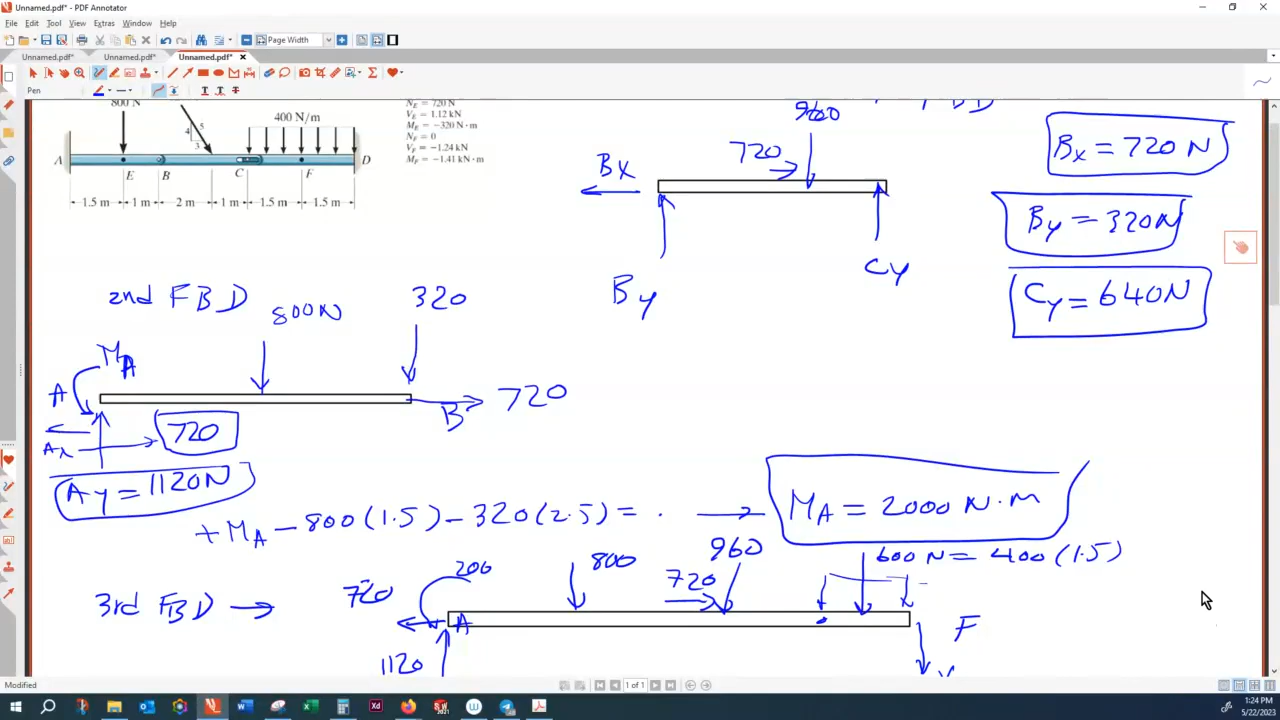 Unnamed.pdf* - PDF Annotator
File Edit Tool View Extras Window Help
Page Width
Unnamed.pdf* Unnamed.pdf* Unnamed.pdf*
Pen
800 N
400 N/m
4 5
3
A E B C F D
1.5 m 1 m 2 m 1 m 1.5 m 1.5 m
N_E = 720 N
V_E = 1.12 kN
M_E = −320 N·m
N_F = 0
V_F = −1.24 kN
M_F = −1.41 kN·m
FBD
960
720
Bx
By
Cy
Bx = 720 N
By = 320N
Cy = 640N
2nd FBD
800N
320
MA
A
B
720
Ax
720
Ay = 1120N
+MA − 800(1.5) − 320(2.5) = .
MA = 2000 N·M
3rd FBD →
720
200
800
720
960
600 N = 400(1.5)
A
F
1120
Modified
1 of 1
1:24 PM
5/22/2023